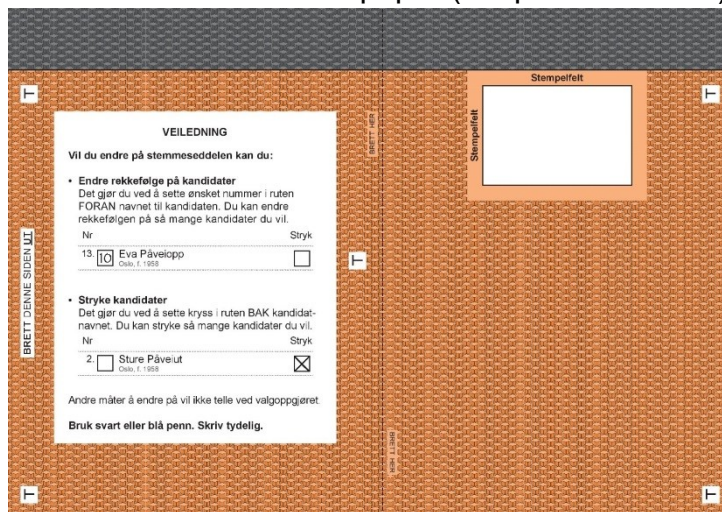 Stempelfelt
Stempelfelt
T
T
BRETT HER
VEILEDNING
Vil du endre på stemmeseddelen kan du:
• Endre rekkefølge på kandidater
Det gjør du ved å sette ønsket nummer i ruten
FORAN navnet til kandidaten. Du kan endre
rekkefølgen på så mange kandidater du vil.
Nr Stryk
13. 10 Eva Påveiopp
Oslo, f. 1958
T
BRETT DENNE SIDEN UT
• Stryke kandidater
Det gjør du ved å sette kryss i ruten BAK kandidat-
navnet. Du kan stryke så mange kandidater du vil.
Nr Stryk
2. Sture Påveiut
Oslo, f. 1958
Andre måter å endre på vil ikke telle ved valgoppgjøret
Bruk svart eller blå penn. Skriv tydelig.
BRETT HER
T
T